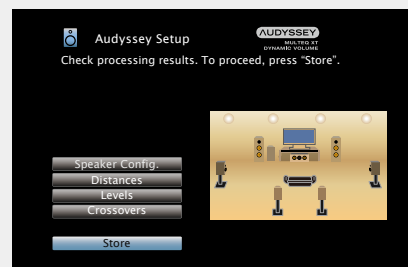 Audyssey Setup
AUDYSSEY
MULTEQ XT
DYNAMIC VOLUME
Check processing results. To proceed, press “Store”.
Speaker Config.
Distances
Levels
Crossovers
Store